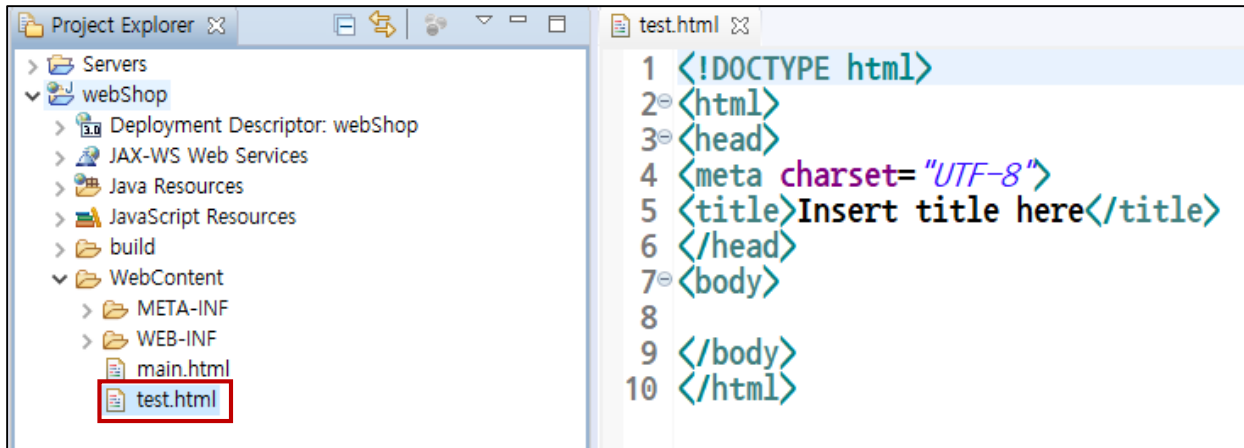 Project Explorer
Servers
webShop
3.0 Deployment Descriptor: webShop
JAX-WS Web Services
Java Resources
JavaScript Resources
build
WebContent
META-INF
WEB-INF
main.html
test.html
test.html
1 <!DOCTYPE html>
2 <html>
3 <head>
4 <meta charset="UTF-8">
5 <title>Insert title here</title>
6 </head>
7 <body>
8
9 </body>
10 </html>